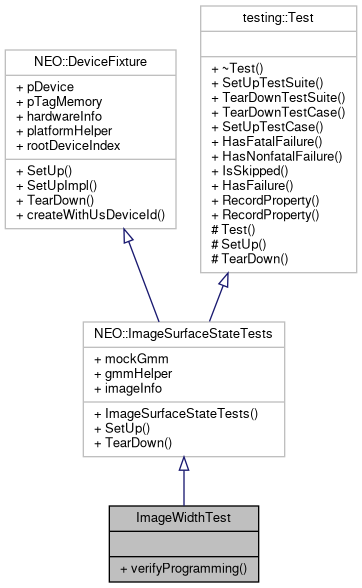 NEO::DeviceFixture
+ pDevice
+ pTagMemory
+ hardwareInfo
+ platformHelper
+ rootDeviceIndex
+ SetUp()
+ SetUpImpl()
+ TearDown()
+ createWithUsDeviceId()
testing::Test
+ ~Test()
+ SetUpTestSuite()
+ TearDownTestSuite()
+ TearDownTestCase()
+ SetUpTestCase()
+ HasFatalFailure()
+ HasNonfatalFailure()
+ IsSkipped()
+ HasFailure()
+ RecordProperty()
+ RecordProperty()
# Test()
# SetUp()
# TearDown()
NEO::ImageSurfaceStateTests
+ mockGmm
+ gmmHelper
+ imageInfo
+ ImageSurfaceStateTests()
+ SetUp()
+ TearDown()
ImageWidthTest
+ verifyProgramming()